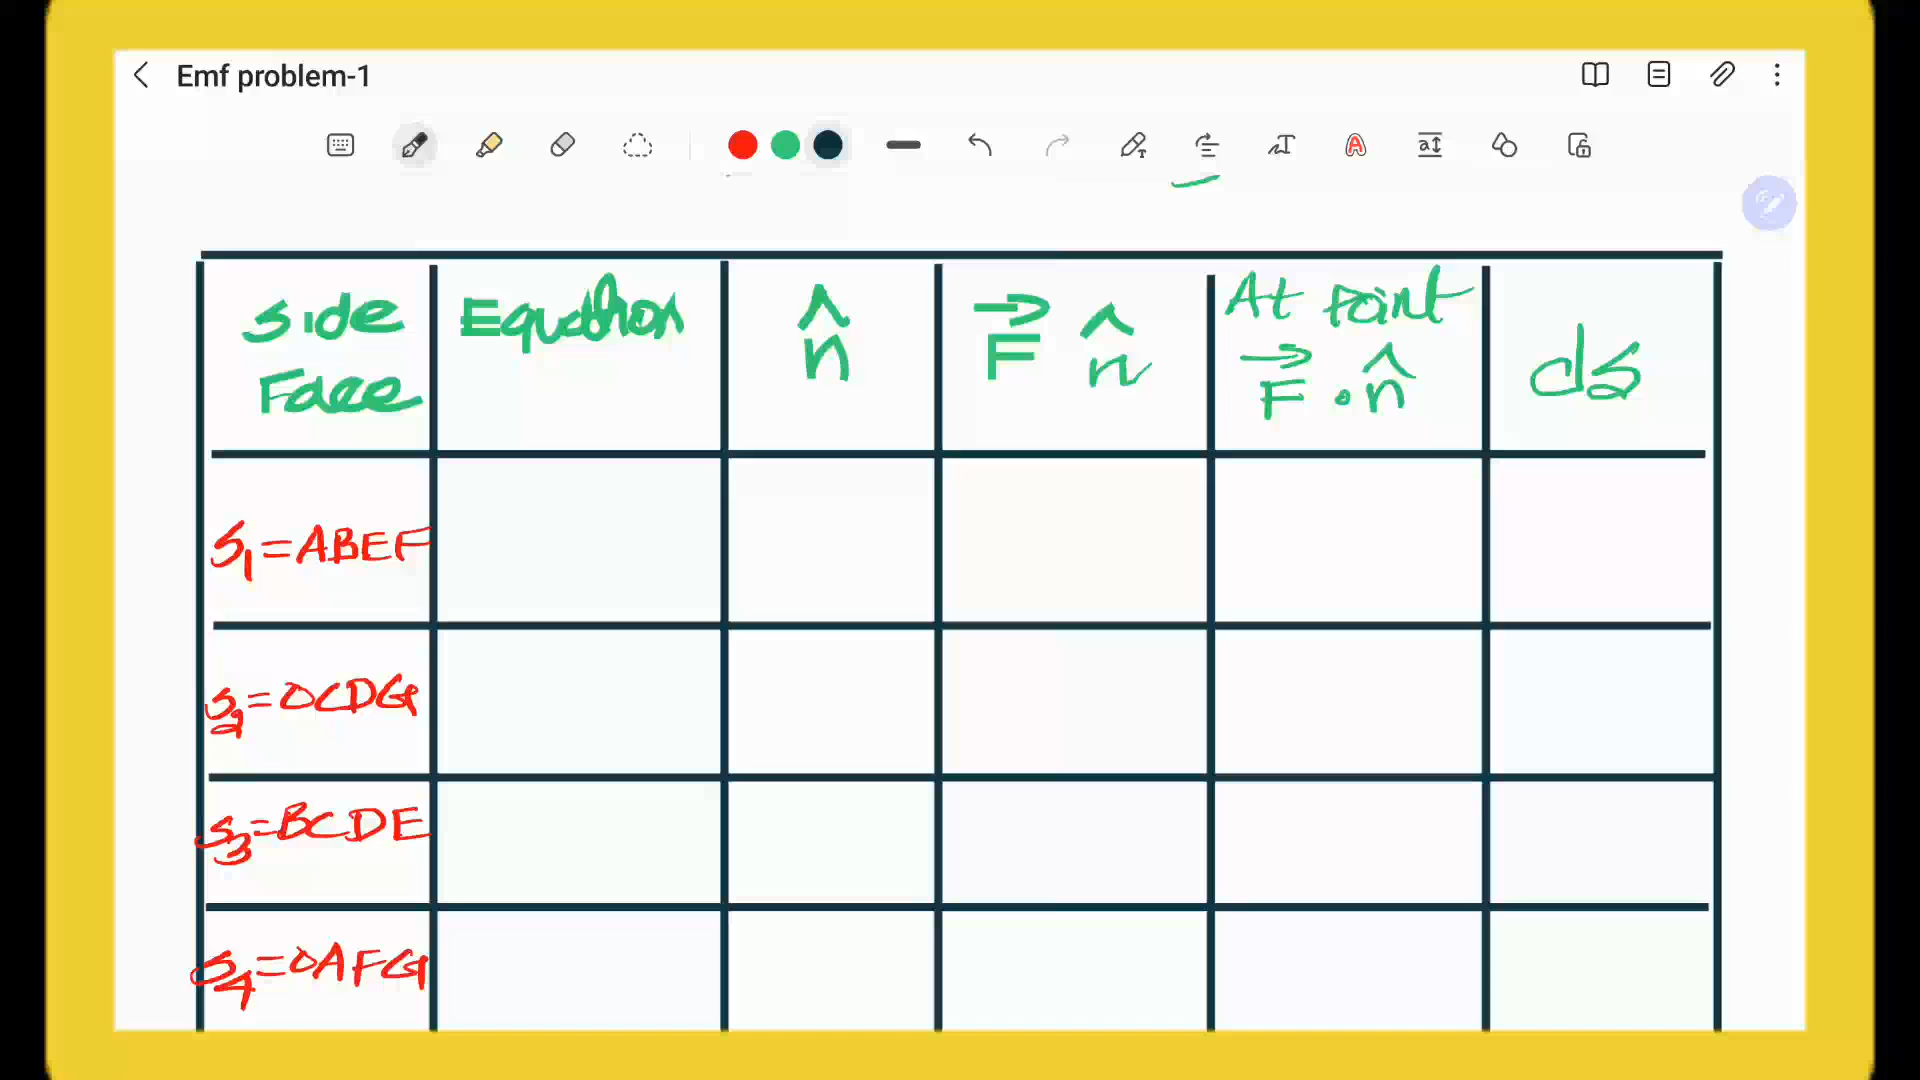 Emf problem-1
Side Face
Equation
n̂
F⃗ n̂
At point F⃗ . n̂
ds
S₁ = ABEF
S₂ = OCDG
S₃ = BCDE
S₄ = OAFG